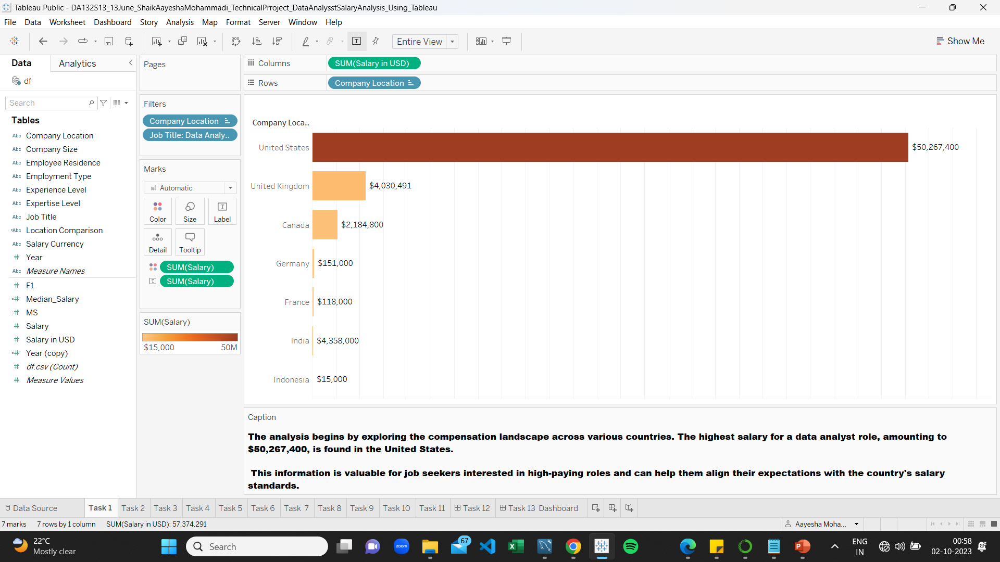 Tableau Public - DA132S13_13June_ShaikAayeshaMohammadi_TechnicalPrroject_DataAnalysstSalaryAnalysis_Using_Tableau
File Data Worksheet Dashboard Story Analysis Map Format Server Window Help
Entire View
Show Me
Data Analytics
df
Search
Tables
Abc Company Location
Abc Company Size
Abc Employee Residence
Abc Employment Type
Abc Experience Level
Abc Expertise Level
Abc Job Title
=Abc Location Comparison
Abc Salary Currency
# Year
Abc Measure Names
# F1
=# Median_Salary
=# MS
# Salary
# Salary in USD
=# Year (copy)
# df.csv (Count)
# Measure Values
Pages
Filters
Company Location
Job Title: Data Analy..
Marks
Automatic
Color Size Label
Detail Tooltip
SUM(Salary)
SUM(Salary)
SUM(Salary)
$15,000 50M
Columns SUM(Salary in USD)
Rows Company Location
Company Loca..
United States $50,267,400
United Kingdom $4,030,491
Canada $2,184,800
Germany $151,000
France $118,000
India $4,358,000
Indonesia $15,000
Caption
The analysis begins by exploring the compensation landscape across various countries. The highest salary for a data analyst role, amounting to
$50,267,400, is found in the United States.
This information is valuable for job seekers interested in high-paying roles and can help them align their expectations with the country's salary
standards.
Data Source Task 1 Task 2 Task 3 Task 4 Task 5 Task 6 Task 7 Task 8 Task 9 Task 10 Task 11 Task 12 Task 13 Dashboard
7 marks 7 rows by 1 column SUM(Salary in USD): 57,374,291 Aayesha Moha...
22°C
Mostly clear
Search
zoom
67
ENG
IN
00:58
02-10-2023